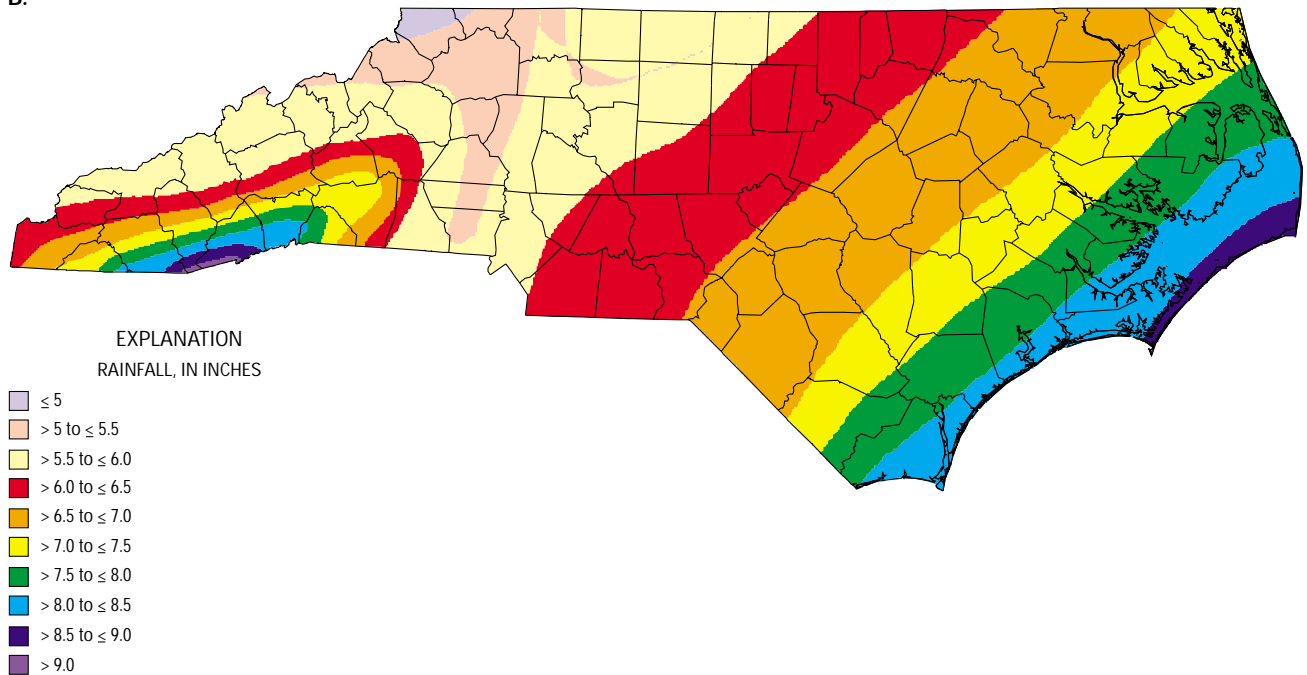 B.
EXPLANATION
RAINFALL, IN INCHES
≤ 5
> 5 to ≤ 5.5
> 5.5 to ≤ 6.0
> 6.0 to ≤ 6.5
> 6.5 to ≤ 7.0
> 7.0 to ≤ 7.5
> 7.5 to ≤ 8.0
> 8.0 to ≤ 8.5
> 8.5 to ≤ 9.0
> 9.0